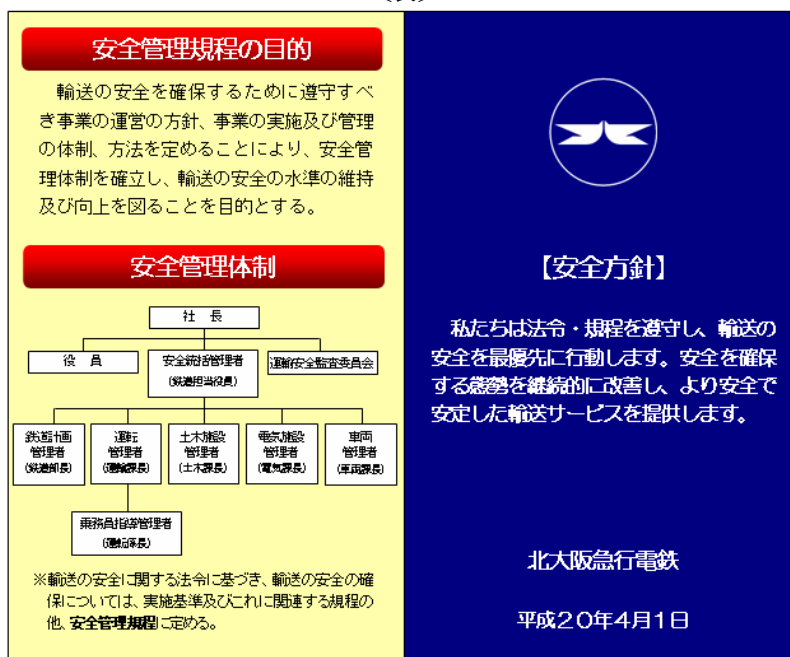 安全管理規程の目的
輸送の安全を確保するために遵守すべ
き事業の運営の方針、事業の実施及び管理
の体制、方法を定めることにより、安全管
理体制を確立し、輸送の安全の水準の維持
及び向上を図ることを目的とする。
安全管理体制
社 長
役 員
安全統括管理者
(鉄道担当役員)
運輸安全監査委員会
鉄道計画
管理者
(鉄道部長)
運転
管理者
(運輸課長)
土木施設
管理者
(土木課長)
電気施設
管理者
(電気課長)
車両
管理者
(車両課長)
乗務員指導管理者
(運転係長)
※輸送の安全に関する法令に基づき、輸送の安全の確
保については、実施基準及びこれに関連する規程の
他、安全管理規程に定める。
【安全方針】
私たちは法令・規程を遵守し、輸送の
安全を最優先に行動します。安全を確保
する態勢を継続的に改善し、より安全で
安定した輸送サービスを提供します。
北大阪急行電鉄
平成20年4月1日